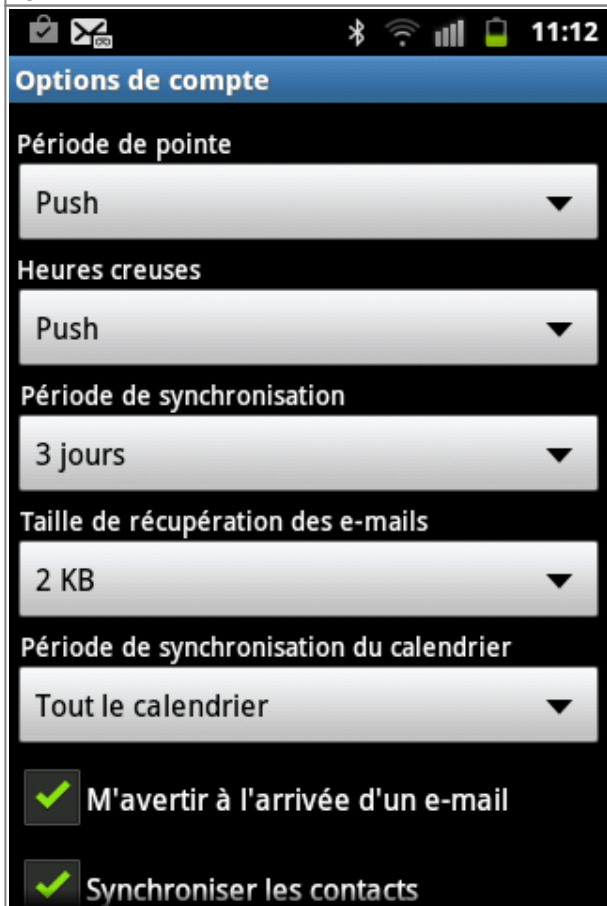 11:12
Options de compte
Période de pointe
Push
Heures creuses
Push
Période de synchronisation
3 jours
Taille de récupération des e-mails
2 KB
Période de synchronisation du calendrier
Tout le calendrier
M'avertir à l'arrivée d'un e-mail
Synchroniser les contacts